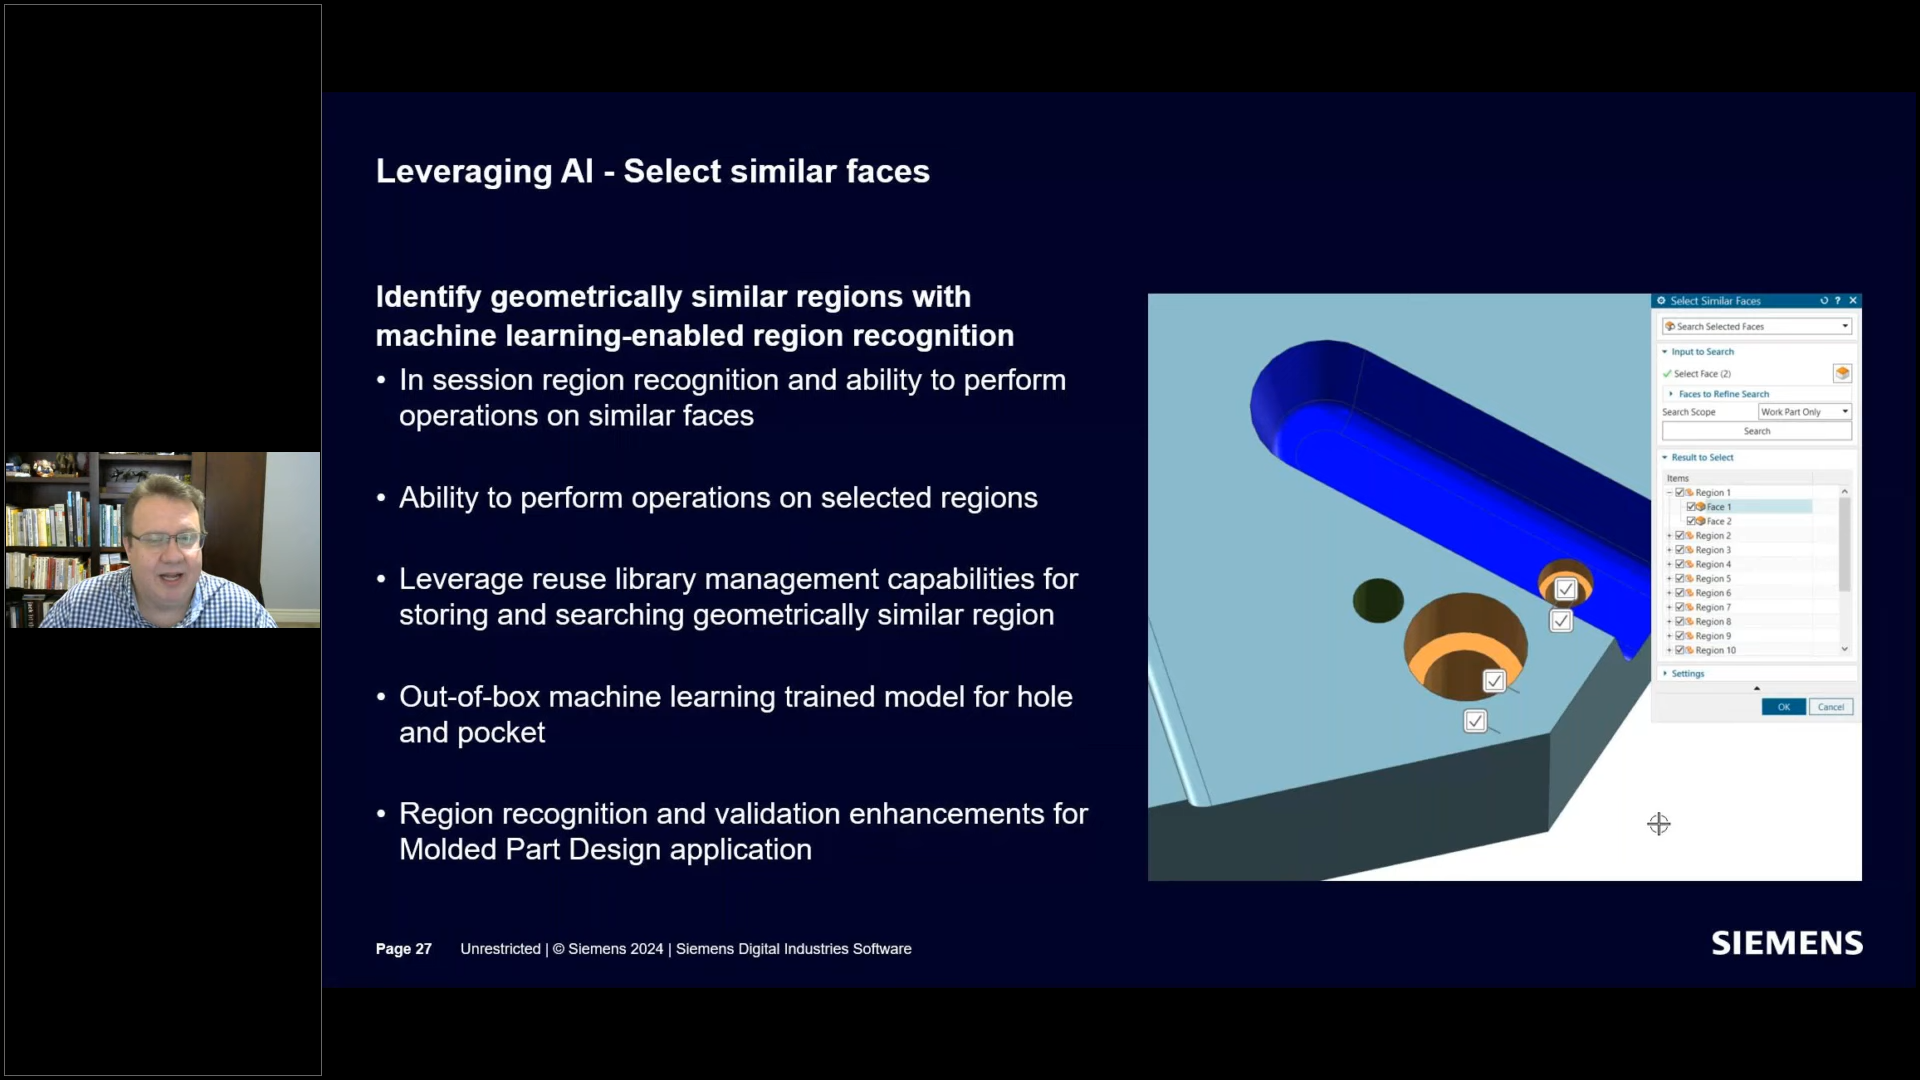 Leveraging AI - Select similar faces
Identify geometrically similar regions with
machine learning-enabled region recognition
• In session region recognition and ability to perform
operations on similar faces
• Ability to perform operations on selected regions
• Leverage reuse library management capabilities for
storing and searching geometrically similar region
• Out-of-box machine learning trained model for hole
and pocket
• Region recognition and validation enhancements for
Molded Part Design application
Select Similar Faces
Search Selected Faces
Input to Search
Select Face (2)
Faces to Refine Search
Search Scope Work Part Only
Search
Result to Select
Items
Region 1
Face 1
Face 2
Region 2
Region 3
Region 4
Region 5
Region 6
Region 7
Region 8
Region 9
Region 10
Settings
OK Cancel
Page 27 Unrestricted | © Siemens 2024 | Siemens Digital Industries Software
SIEMENS